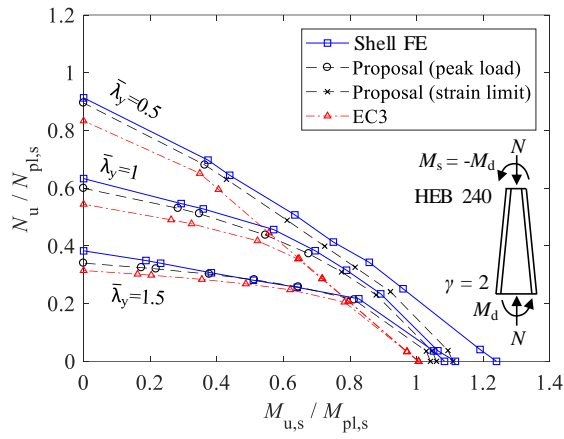 1.2
1
0.8
0.6
0.4
0.2
0
0
0.2
0.4
0.6
0.8
1
1.2
1.4
N_u / N_pl,s
M_u,s / M_pl,s
Shell FE
Proposal (peak load)
Proposal (strain limit)
EC3
λ̄_y=0.5
λ̄_y=1
λ̄_y=1.5
N
M_s = -M_d
HEB 240
γ = 2
M_d
N